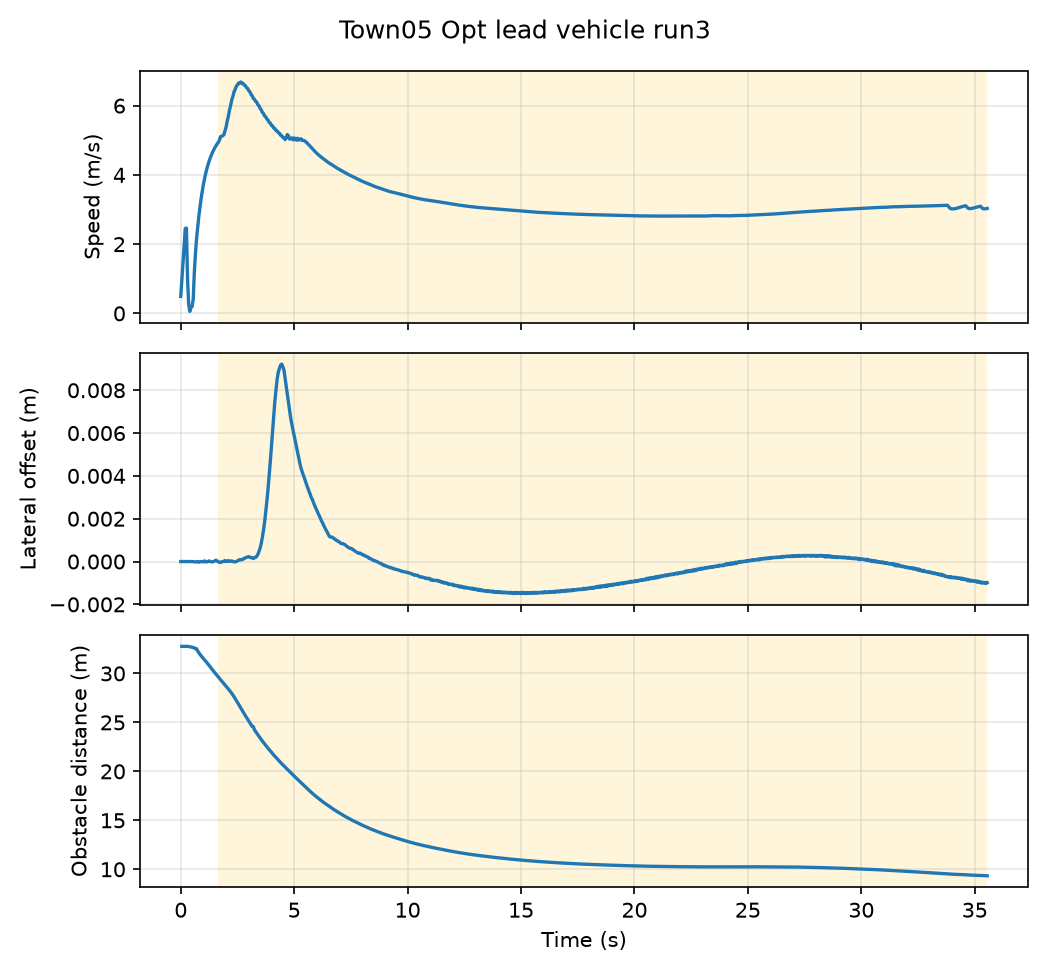 Town05 Opt lead vehicle run3
Speed (m/s)
6
4
2
0
Lateral offset (m)
0.008
0.006
0.004
0.002
0.000
−0.002
Obstacle distance (m)
30
25
20
15
10
0 5 10 15 20 25 30 35
Time (s)